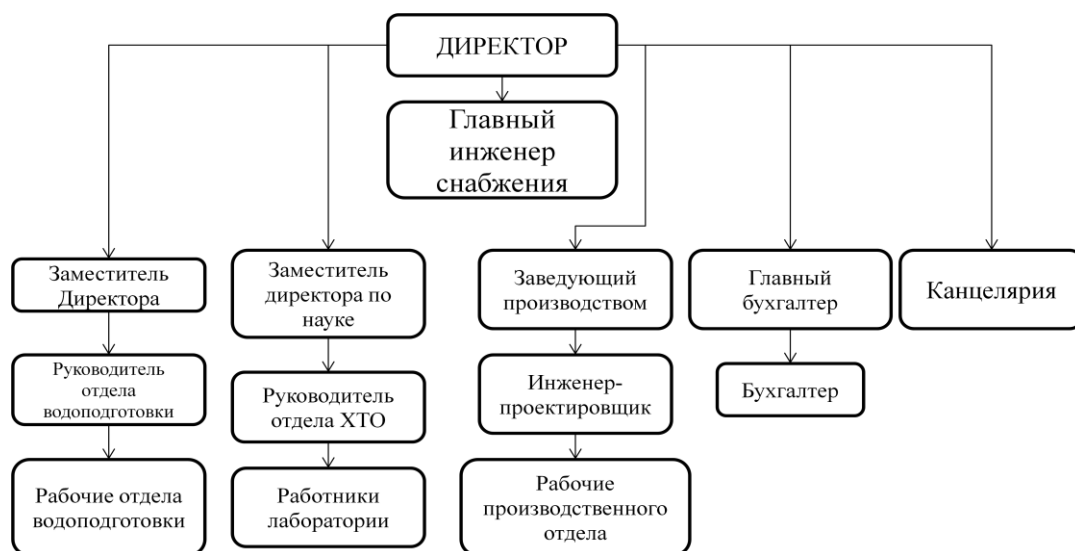 ДИРЕКТОР
Главный
инженер
снабжения
Заместитель
Директора
Заместитель
директора по
науке
Заведующий
производством
Главный
бухгалтер
Канцелярия
Руководитель
отдела
водоподготовки
Руководитель
отдела ХТО
Инженер-
проектировщик
Бухгалтер
Рабочие отдела
водоподготовки
Работники
лаборатории
Рабочие
производственного
отдела